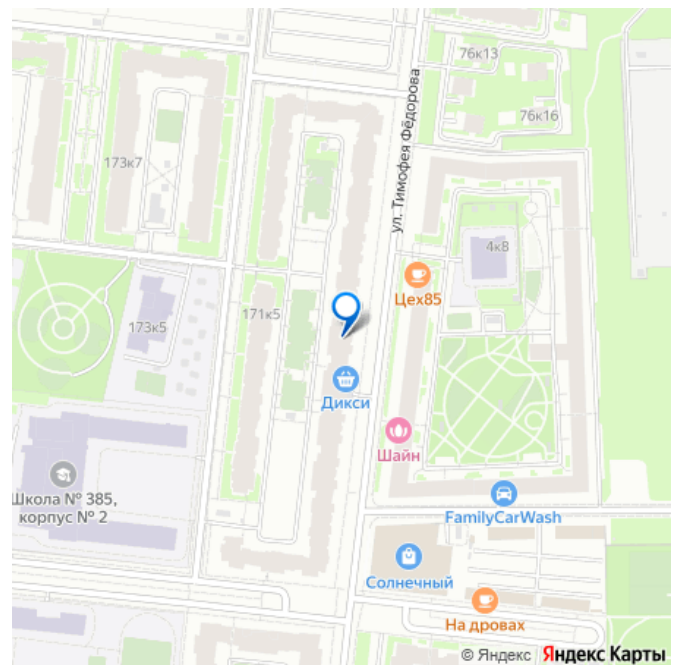 76к13
ул. Тимофея Фёдорова
76к16
173к7
4к8
Цех85
171к5
173к5
Дикси
Шайн
Школа № 385,
корпус № 2
FamilyCarWash
Солнечный
На дровах
© Яндекс Яндекс Карты